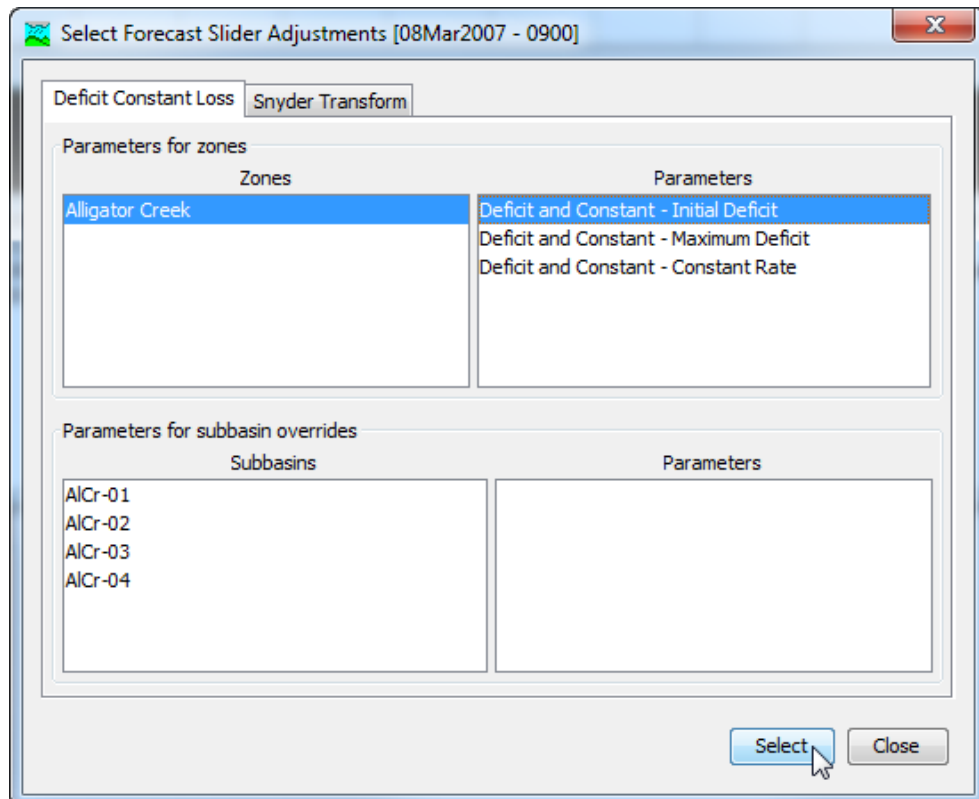 Select Forecast Slider Adjustments [08Mar2007 - 0900]
Deficit Constant Loss Snyder Transform
Parameters for zones
Zones Parameters
Alligator Creek Deficit and Constant - Initial Deficit
Deficit and Constant - Maximum Deficit
Deficit and Constant - Constant Rate
Parameters for subbasin overrides
Subbasins Parameters
AlCr-01
AlCr-02
AlCr-03
AlCr-04
Select Close